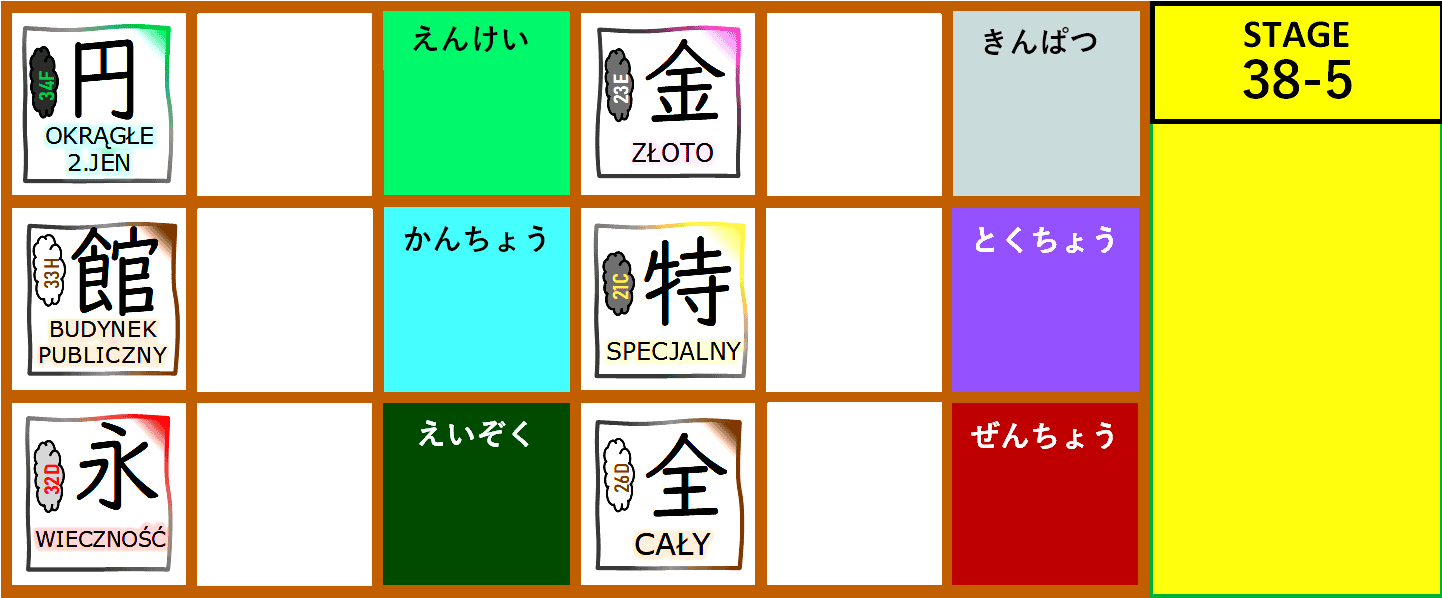 34F
円
OKRĄGŁE
2.JEN
えんけい
23E
金
ZŁOTO
きんぱつ
STAGE
38-5
33H
館
BUDYNEK
PUBLICZNY
かんちょう
21C
特
SPECJALNY
とくちょう
32D
永
WIECZNOŚĆ
えいぞく
26D
全
CAŁY
ぜんちょう